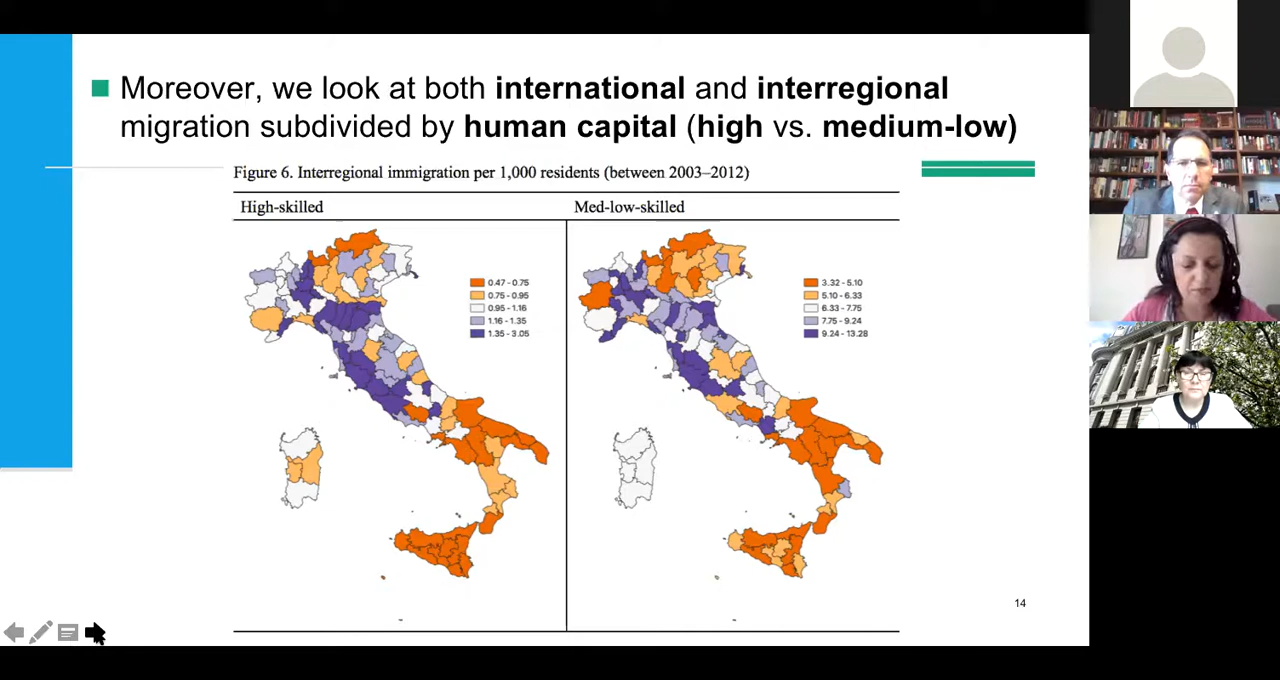 Moreover, we look at both international and interregional
migration subdivided by human capital (high vs. medium-low)
Figure 6. Interregional immigration per 1,000 residents (between 2003–2012)
High-skilled
Med-low-skilled
0.47 - 0.75
0.75 - 0.95
0.95 - 1.16
1.16 - 1.35
1.35 - 3.05
3.32 - 5.10
5.10 - 6.33
6.33 - 7.75
7.75 - 9.24
9.24 - 13.28
14